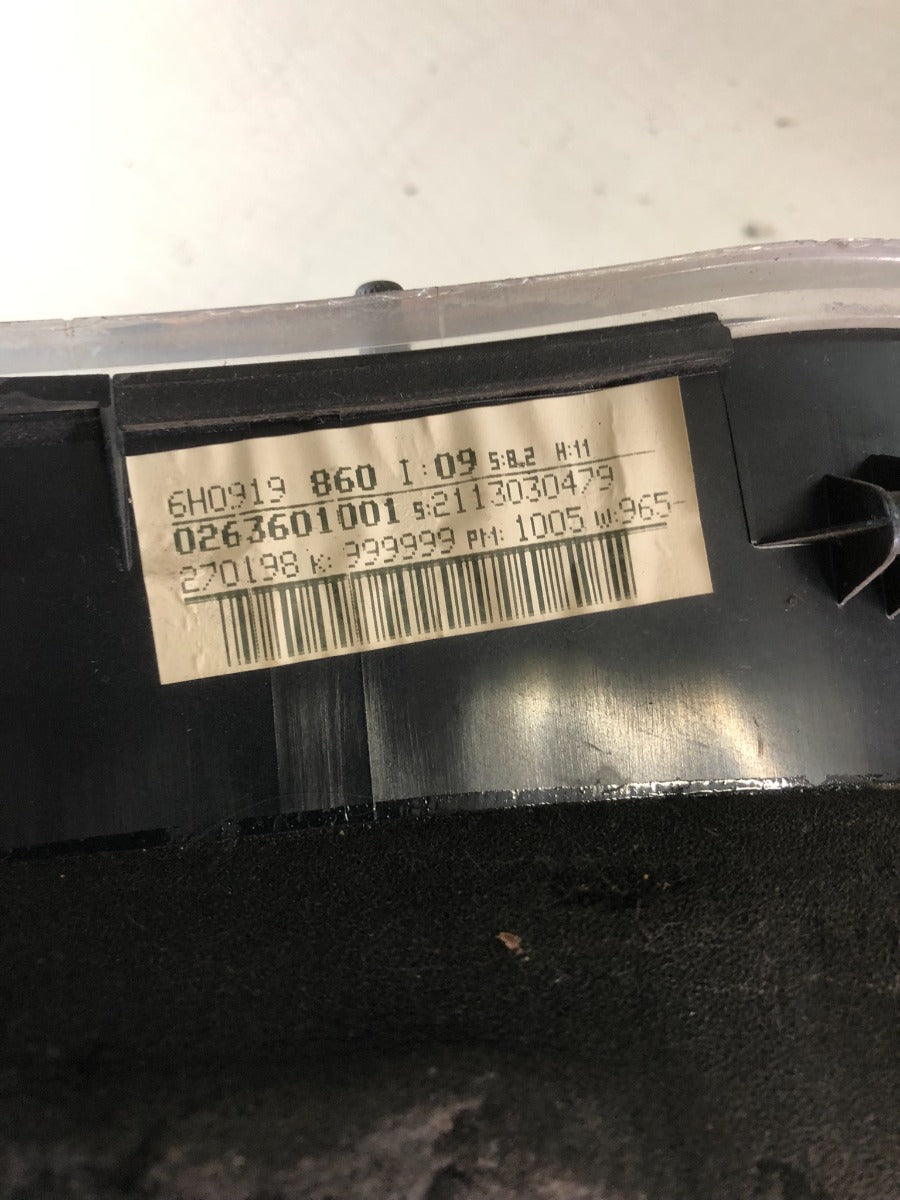 6H0919 860 I:09 S:8.2 H:11
0263601001 S:2113030479
270198 K: 999999 PM: 1005 W:965-